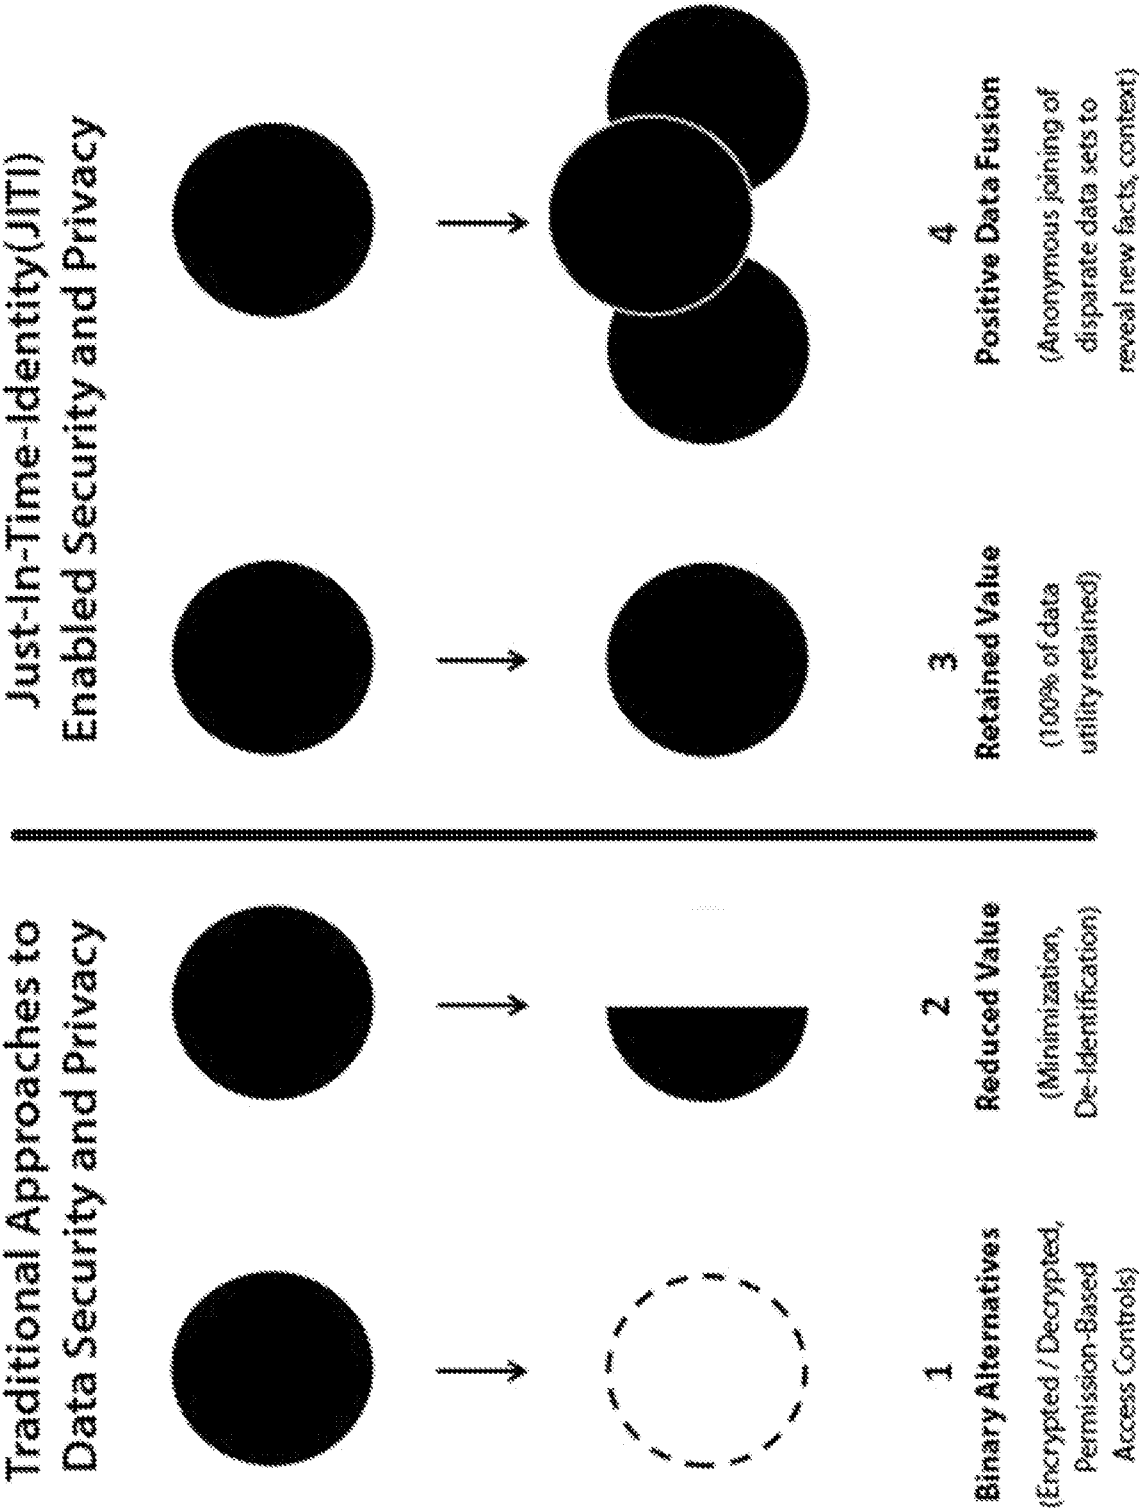 Traditional Approaches to
Data Security and Privacy
Just-In-Time-Identity(JITI)
Enabled Security and Privacy
1
Binary Alternatives
(Encrypted / Decrypted,
Permission-Based
Access Controls)
2
Reduced Value
(Minimization,
De-Identification)
3
Retained Value
(100% of data
utility retained)
4
Positive Data Fusion
(Anonymous joining of
disparate data sets to
reveal new facts, context)